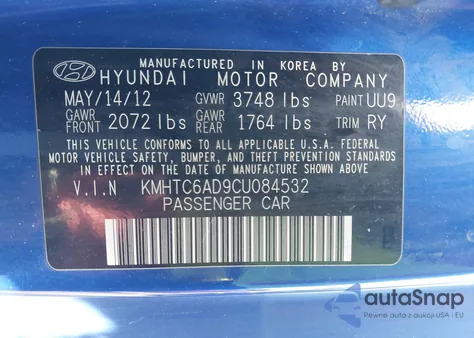 MANUFACTURED IN KOREA BY
HYUNDAI MOTOR COMPANY
MAY/14/12 GVWR 3748 lbs PAINT UU9
GAWR FRONT 2072 lbs GAWR REAR 1764 lbs TRIM RY
THIS VEHICLE CONFORMS TO ALL APPLICABLE U.S.A. FEDERAL
MOTOR VEHICLE SAFETY, BUMPER, AND THEFT PREVENTION
STANDARDS IN EFFECT ON THE DATE OF MANUFACTURE SHOWN ABOVE.
V.I.N KMHTC6AD9CU084532
PASSENGER CAR
autoSnap
Pewne auta z aukcji USA i EU